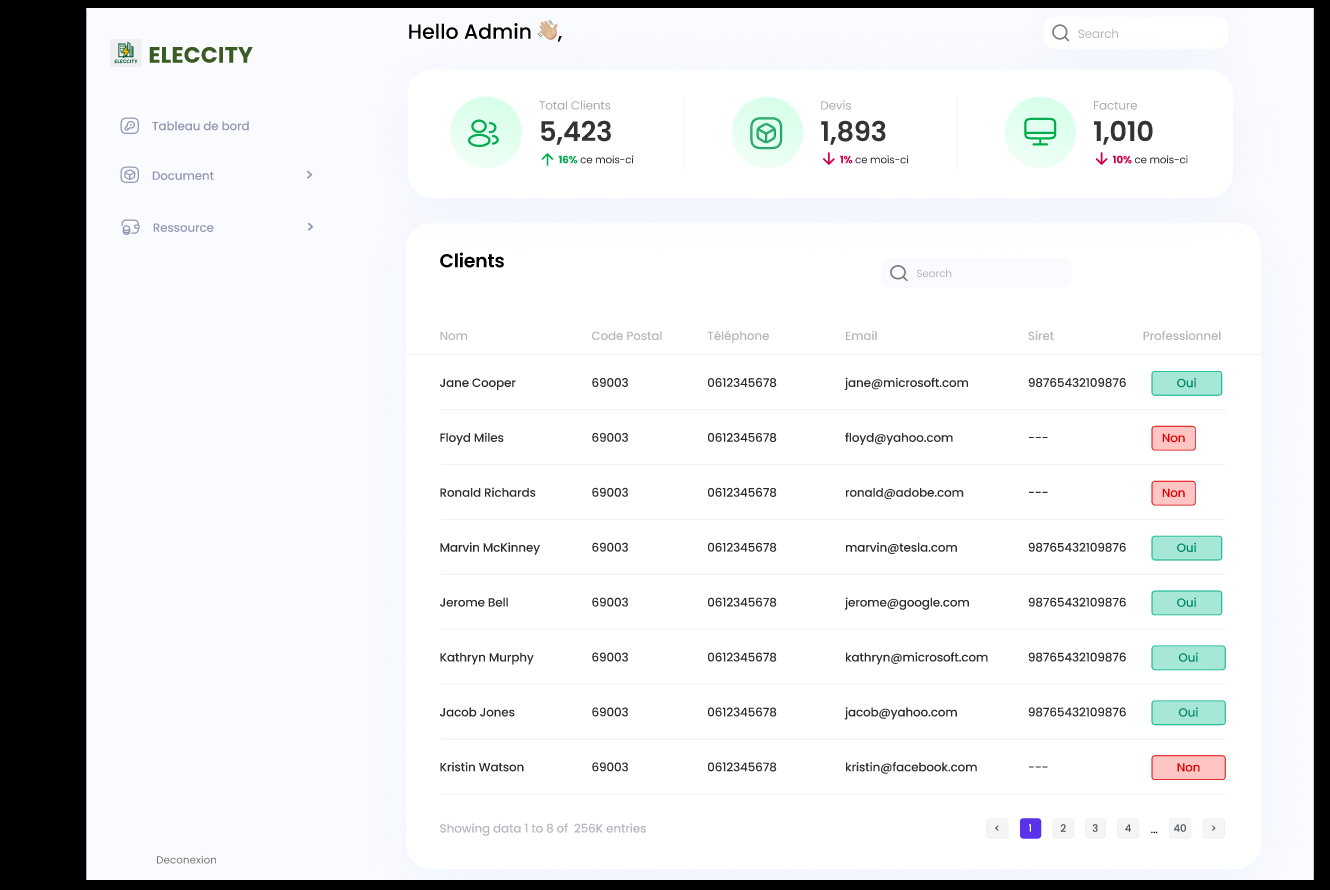 Hello Admin 👋🏼,
Search
ELECCITY
ELECCITY
Tableau de bord
Document
Ressource
Total Clients
5,423
16% ce mois-ci
Devis
1,893
1% ce mois-ci
Facture
1,010
10% ce mois-ci
Clients
Search
Nom Code Postal Téléphone Email Siret Professionnel
Jane Cooper 69003 0612345678 jane@microsoft.com 98765432109876 Oui
Floyd Miles 69003 0612345678 floyd@yahoo.com --- Non
Ronald Richards 69003 0612345678 ronald@adobe.com --- Non
Marvin McKinney 69003 0612345678 marvin@tesla.com 98765432109876 Oui
Jerome Bell 69003 0612345678 jerome@google.com 98765432109876 Oui
Kathryn Murphy 69003 0612345678 kathryn@microsoft.com 98765432109876 Oui
Jacob Jones 69003 0612345678 jacob@yahoo.com 98765432109876 Oui
Kristin Watson 69003 0612345678 kristin@facebook.com --- Non
Showing data 1 to 8 of 256K entries
< 1 2 3 4 ... 40 >
Deconexion